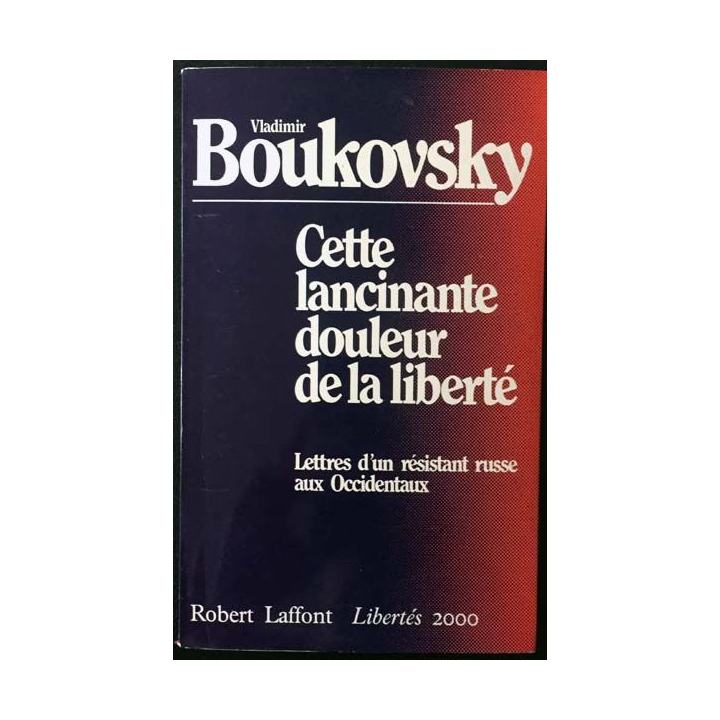 Vladimir
Boukovsky
Cette
lancinante
douleur
de la liberté
Lettres d'un résistant russe
aux Occidentaux
Robert Laffont Libertés 2000